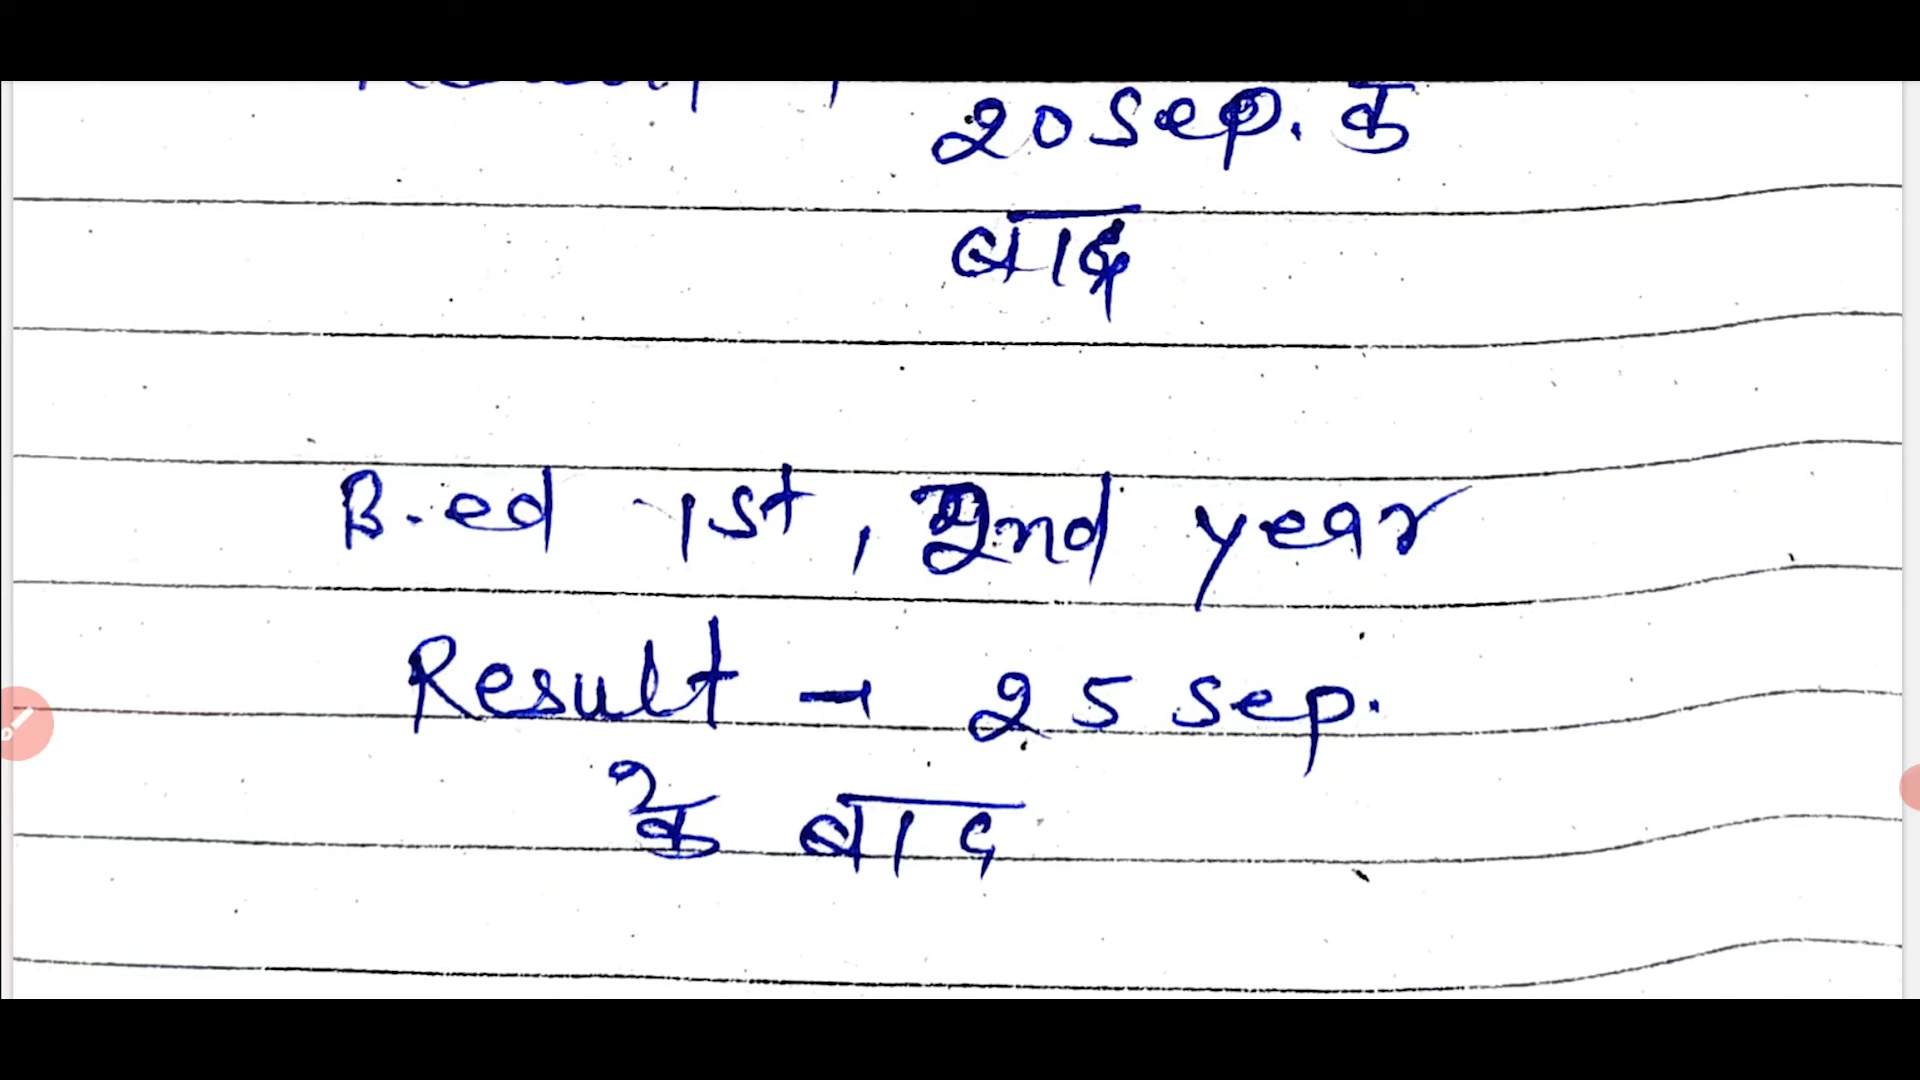 20 Sep. के
बाद
B.ed 1st, 2nd year
Result → 25 Sep.
के बाद